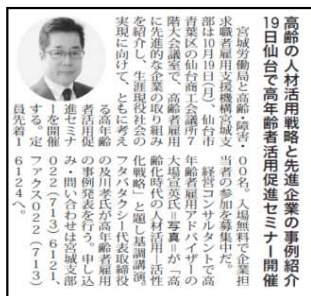 高齢の人材活用戦略と先進企業の事例紹介
19日仙台で高年齢者活用促進セミナー開催
宮城労働局と高齢・障害・
求職者雇用支援機構宮城支
部は10月19日(月)、仙台市
青葉区の仙台商工会議所7
階大会議室で、高齢者雇用
に先進的な企業の取り組み
を紹介し、生涯現役社会の
実現に向けて、ともに考え
る高年齢
者活用促
進セミナ
ーを開催
する。定
員先着1
00名。入場無料で企業担
当者の参加を募集中だ。
経営コンサルタントで高
年齢者雇用アドバイザーの
大場宣英氏=写真=が「高
齢化時代の人材活用―活性
化戦略」と題し基調講演。
フタバタクシー代表取締役
の及川孝氏が高年齢者雇用
の事例発表を行う。申し込
み・問い合わせは宮城支部
022(713)6121、
ファクス022(713)
6124へ。